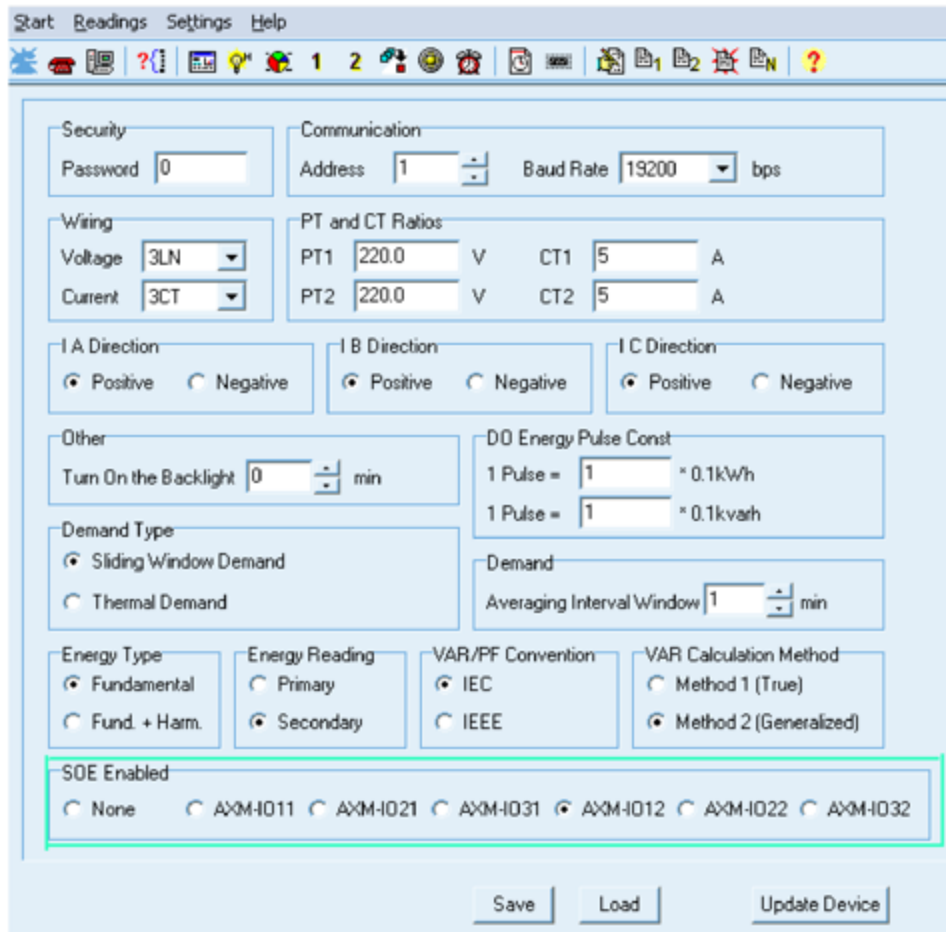 Start Readings Settings Help
?{} H 1 2 1 2 N ?
Security
Password 0
Communication
Address 1 Baud Rate 19200 bps
Wiring
Voltage 3LN
Current 3CT
PT and CT Ratios
PT1 220.0 V CT1 5 A
PT2 220.0 V CT2 5 A
I A Direction
Positive Negative
I B Direction
Positive Negative
I C Direction
Positive Negative
Other
Turn On the Backlight 0 min
DO Energy Pulse Const
1 Pulse = 1 * 0.1kWh
1 Pulse = 1 * 0.1kvarh
Demand Type
Sliding Window Demand
Thermal Demand
Demand
Averaging Interval Window 1 min
Energy Type
Fundamental
Fund. + Harm.
Energy Reading
Primary
Secondary
VAR/PF Convention
IEC
IEEE
VAR Calculation Method
Method 1 (True)
Method 2 (Generalized)
SOE Enabled
None AXM-IO11 AXM-IO21 AXM-IO31 AXM-IO12 AXM-IO22 AXM-IO32
Save Load Update Device